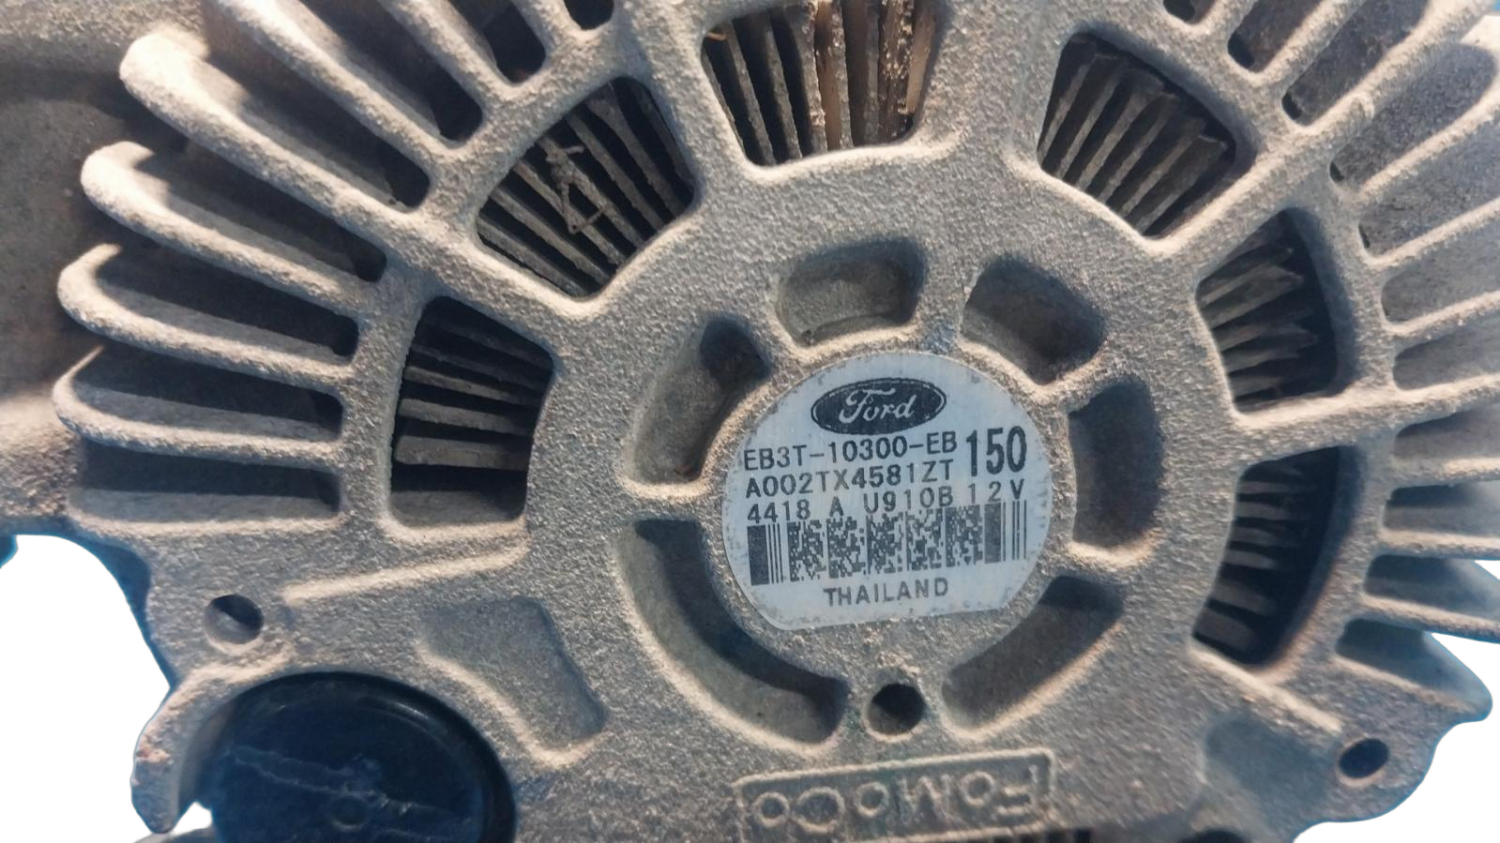 Ford
EB3T-10300-EB 150
A002TX4581ZT
4418 A U910B 12V
THAILAND
FoMoCo